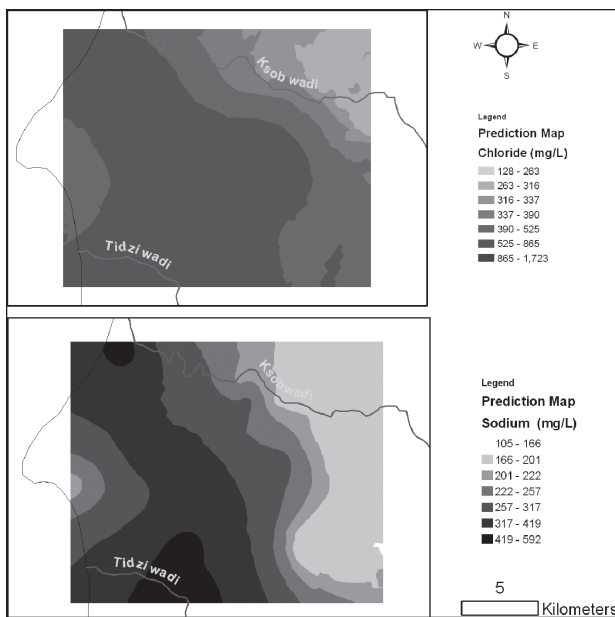 Ksob wadi
Tidzi wadi
N
W E
S
Legend
Prediction Map
Chloride (mg/L)
128 - 263
263 - 316
316 - 337
337 - 390
390 - 525
525 - 865
865 - 1,723
Ksobwadi
Tidzi wadi
Legend
Prediction Map
Sodium (mg/L)
105 - 166
166 - 201
201 - 222
222 - 257
257 - 317
317 - 419
419 - 592
5
Kilometers